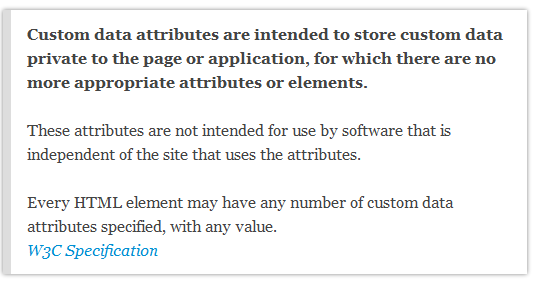 Custom data attributes are intended to store custom data
private to the page or application, for which there are no
more appropriate attributes or elements.
These attributes are not intended for use by software that is
independent of the site that uses the attributes.
Every HTML element may have any number of custom data
attributes specified, with any value.
W3C Specification